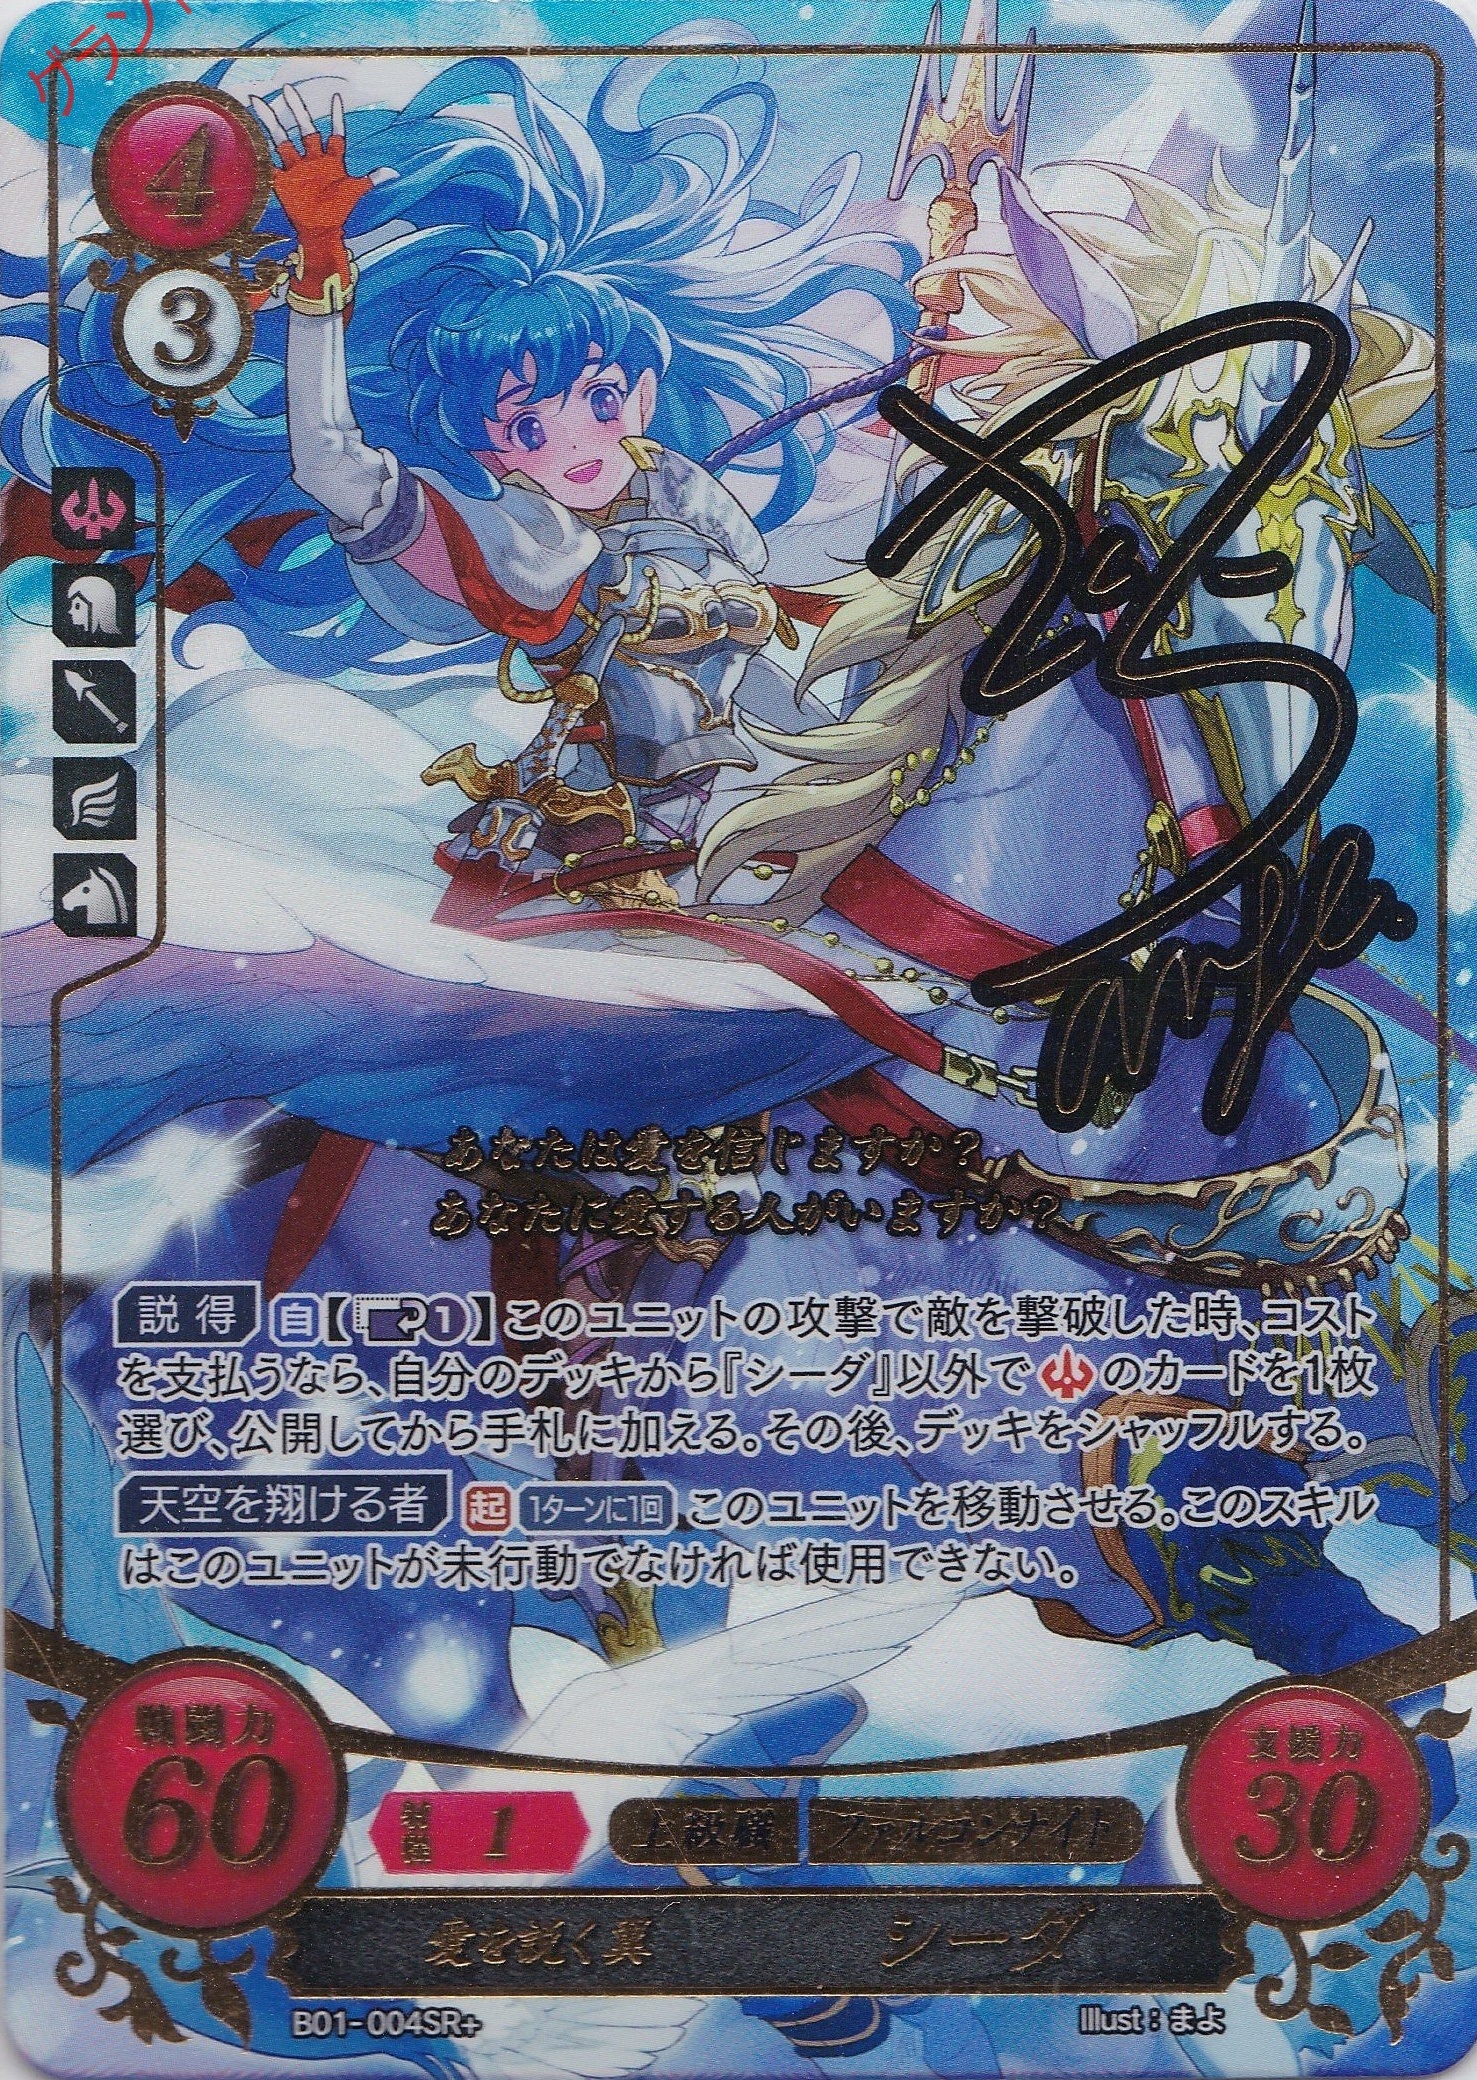 グラン
4
3
あなたは愛を信じますか?
あなたに愛する人がいますか?
説得 自【1】このユニットの攻撃で敵を撃破した時、コスト
を支払うなら、自分のデッキから『シーダ』以外での カードを1枚
選び、公開してから手札に加える。その後、デッキをシャッフルする。
天空を翔ける者 起 1ターンに1回 このユニットを移動させる。このスキル
はこのユニットが未行動でなければ使用できない。
戦闘力
60
射程 1
上級職 ファルコンナイト
支援力
30
愛を説く翼 シーダ
B01-004SR+
Illust:まよ